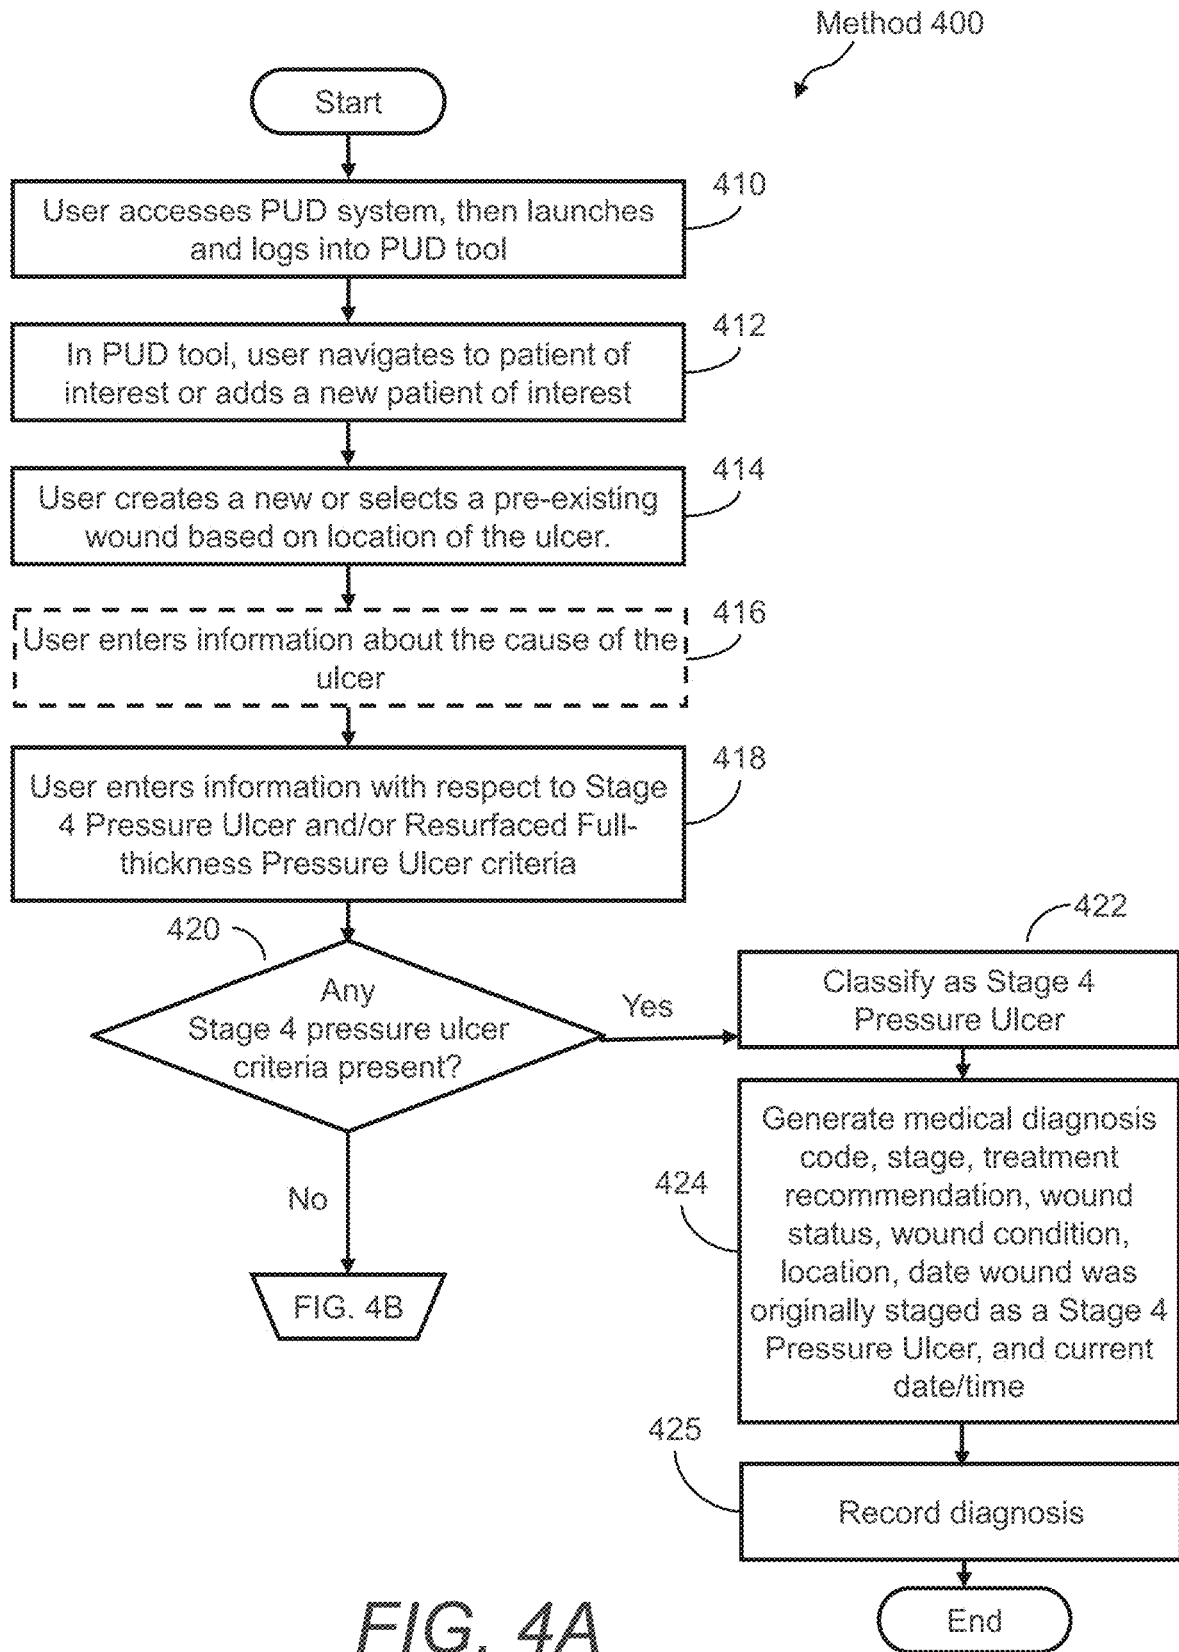 Method 400
Start
410
User accesses PUD system, then launches
and logs into PUD tool
412
In PUD tool, user navigates to patient of
interest or adds a new patient of interest
414
User creates a new or selects a pre-existing
wound based on location of the ulcer.
416
User enters information about the cause of the
ulcer
418
User enters information with respect to Stage
4 Pressure Ulcer and/or Resurfaced Full-
thickness Pressure Ulcer criteria
420
Any
Stage 4 pressure ulcer
criteria present?
Yes
422
Classify as Stage 4
Pressure Ulcer
No
FIG. 4B
424
Generate medical diagnosis
code, stage, treatment
recommendation, wound
status, wound condition,
location, date wound was
originally staged as a Stage 4
Pressure Ulcer, and current
date/time
425
Record diagnosis
End
FIG. 4A